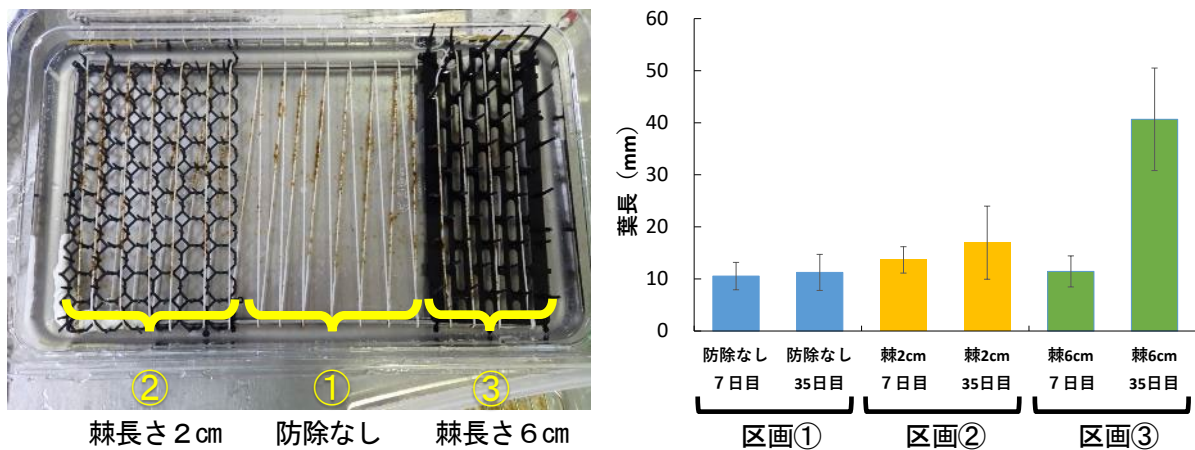 ② ① ③
棘長さ２㎝ 防除なし 棘長さ６㎝
葉長（mm）
60
50
40
30
20
10
0
防除なし 防除なし 棘2cm 棘2cm 棘6cm 棘6cm
７日目 35日目 ７日目 35日目 ７日目 35日目
区画① 区画② 区画③